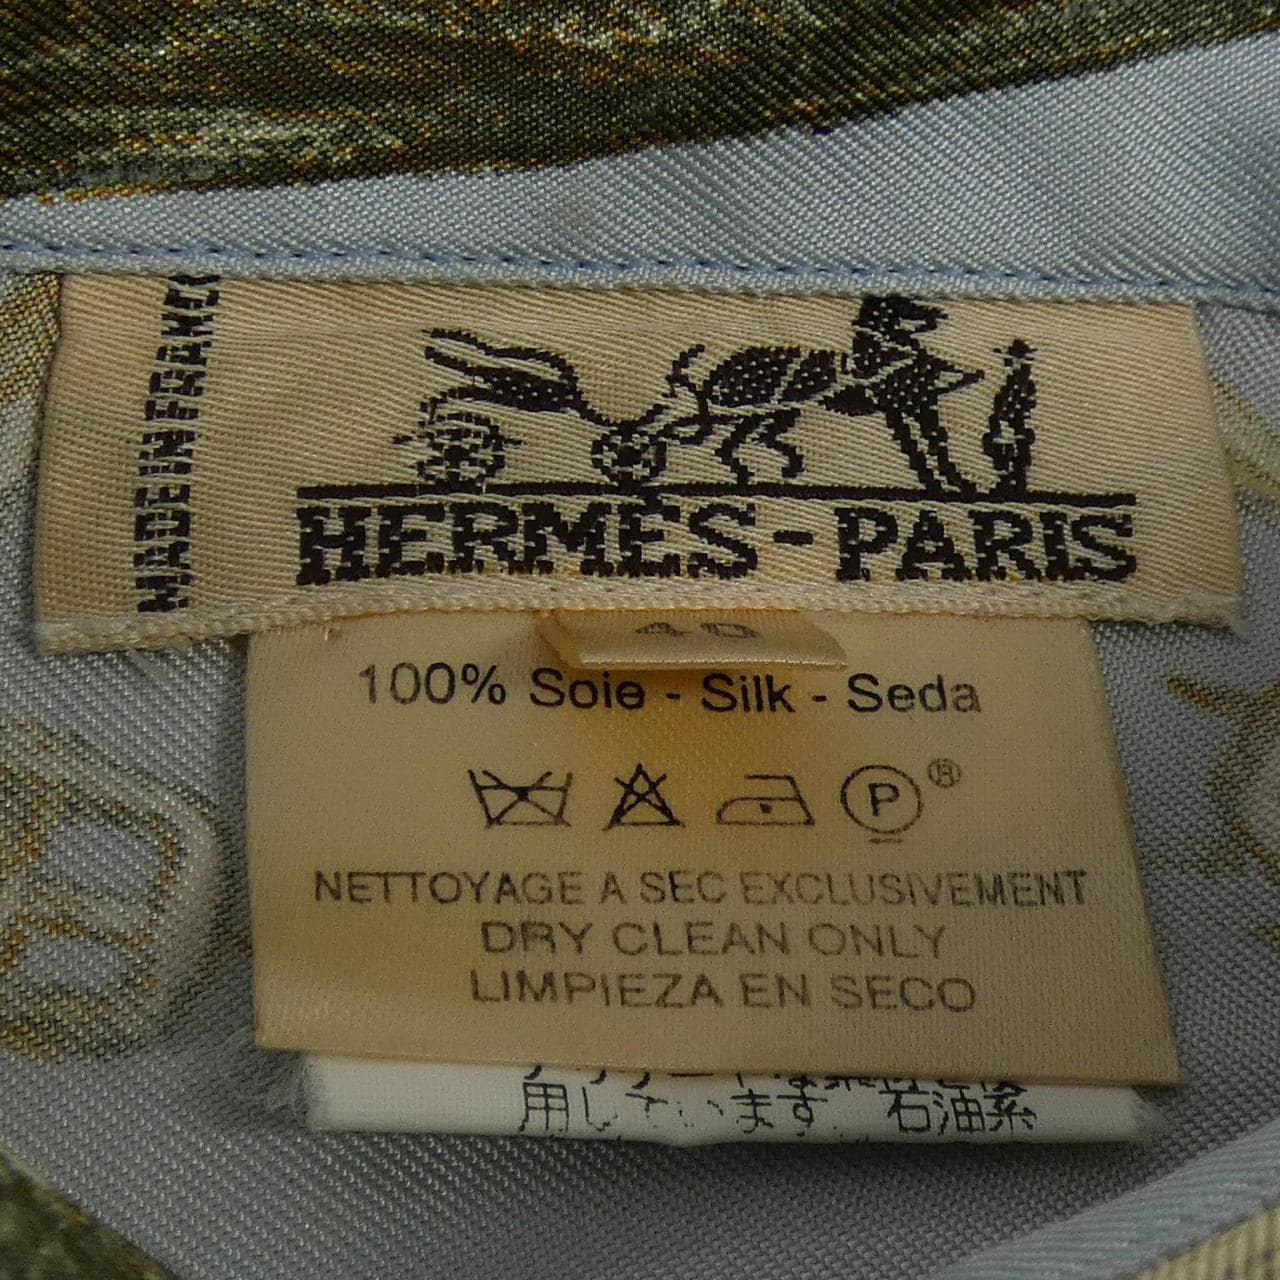 MADE IN FRANCE
HERMÈS-PARIS
40
100% Soie - Silk - Seda
P ®
NETTOYAGE A SEC EXCLUSIVEMENT
DRY CLEAN ONLY
LIMPIEZA EN SECO
用しています 石油系